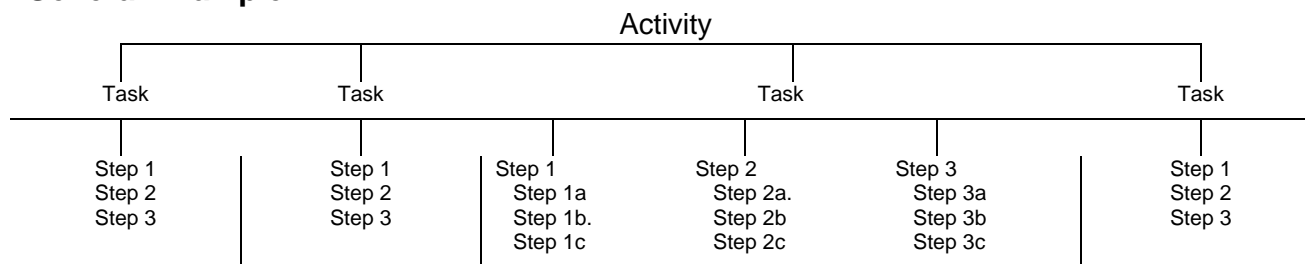 Activity
Task Task Task Task
Step 1 Step 1 Step 1 Step 2 Step 3 Step 1
Step 2 Step 2 Step 1a Step 2a. Step 3a Step 2
Step 3 Step 3 Step 1b. Step 2b Step 3b Step 3
Step 1c Step 2c Step 3c